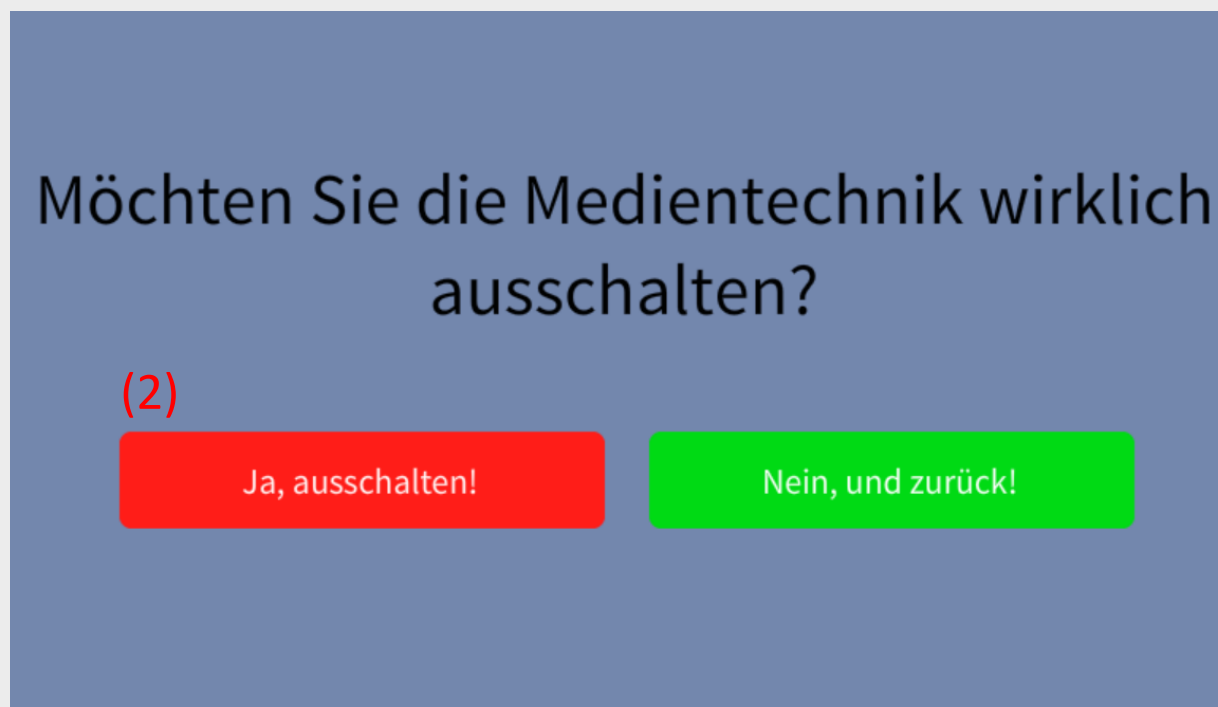 Möchten Sie die Medientechnik wirklich
ausschalten?
(2)
Ja, ausschalten!
Nein, und zurück!